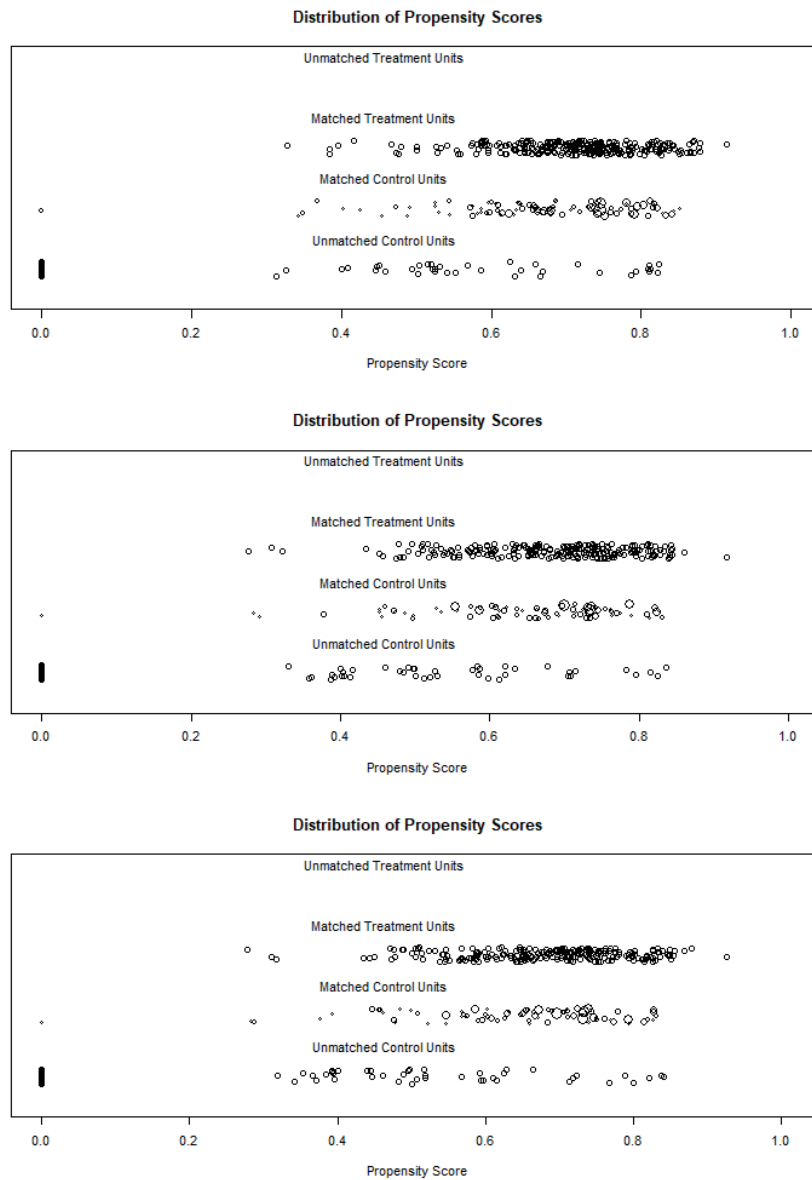 Distribution of Propensity Scores
Unmatched Treatment Units
Matched Treatment Units
Matched Control Units
Unmatched Control Units
0.0 0.2 0.4 0.6 0.8 1.0
Propensity Score
Distribution of Propensity Scores
Unmatched Treatment Units
Matched Treatment Units
Matched Control Units
Unmatched Control Units
0.0 0.2 0.4 0.6 0.8 1.0
Propensity Score
Distribution of Propensity Scores
Unmatched Treatment Units
Matched Treatment Units
Matched Control Units
Unmatched Control Units
0.0 0.2 0.4 0.6 0.8 1.0
Propensity Score